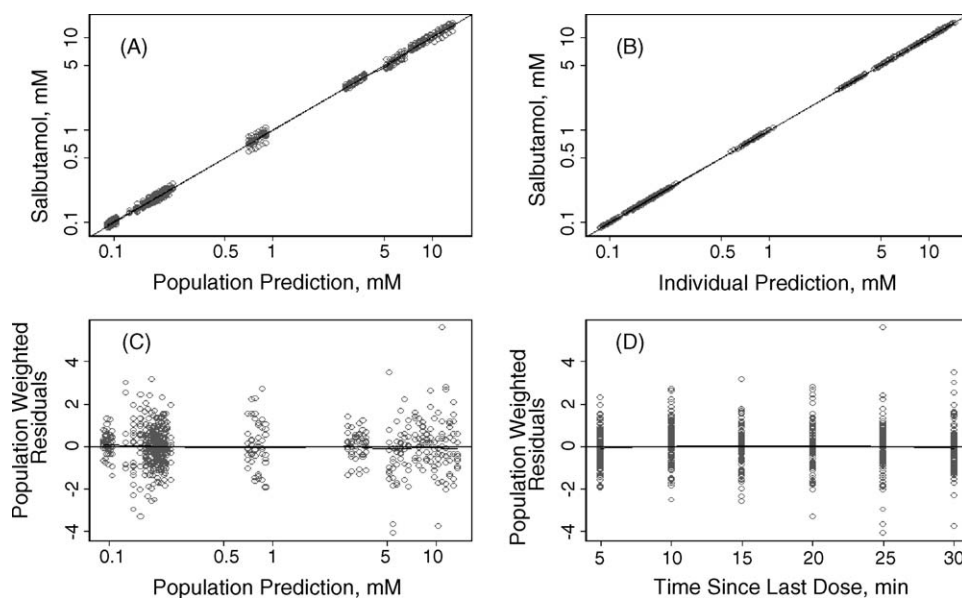 (A)
Salbutamol, mM
10
5
1
0.5
0.1
0.1
0.5
1
5
10
Population Prediction, mM
(B)
Salbutamol, mM
10
5
1
0.5
0.1
0.1
0.5
1
5
10
Individual Prediction, mM
(C)
Population Weighted
Residuals
4
2
0
-2
-4
0.1
0.5
1
5
10
Population Prediction, mM
(D)
Population Weighted
Residuals
4
2
0
-2
-4
5
10
15
20
25
30
Time Since Last Dose, min